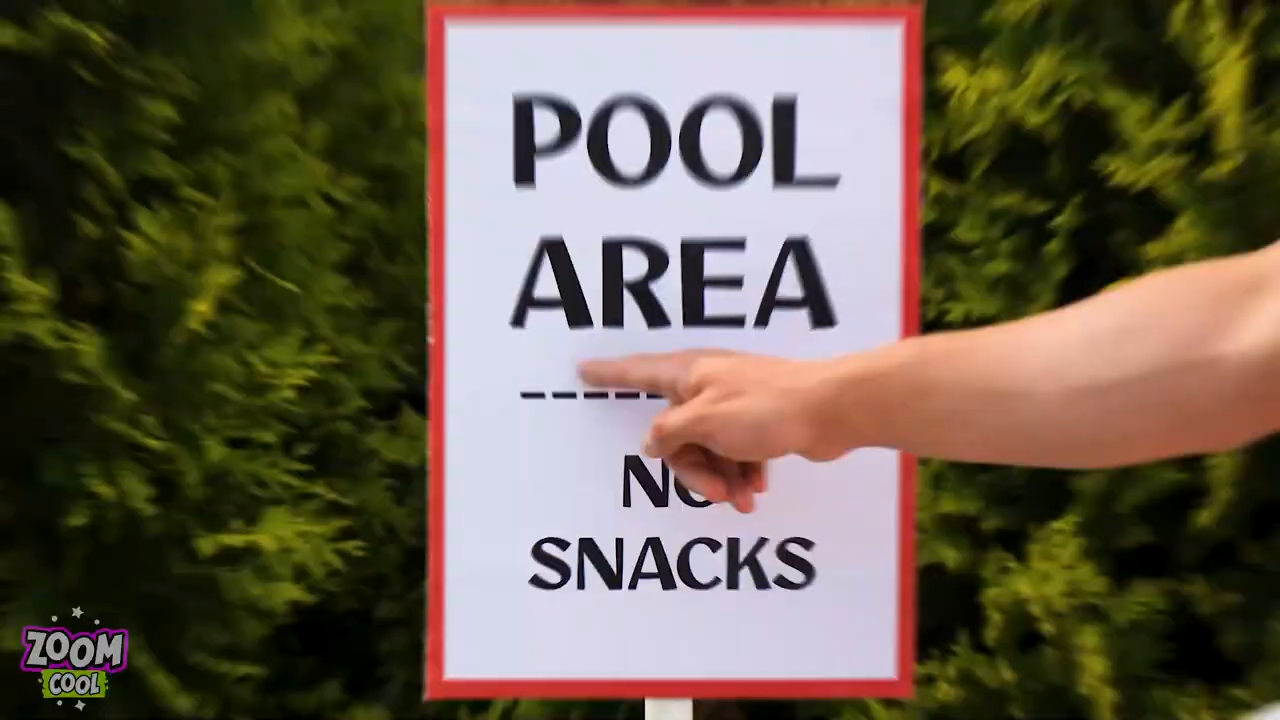 POOL
AREA
------
NO
SNACKS
ZOOM
COOL